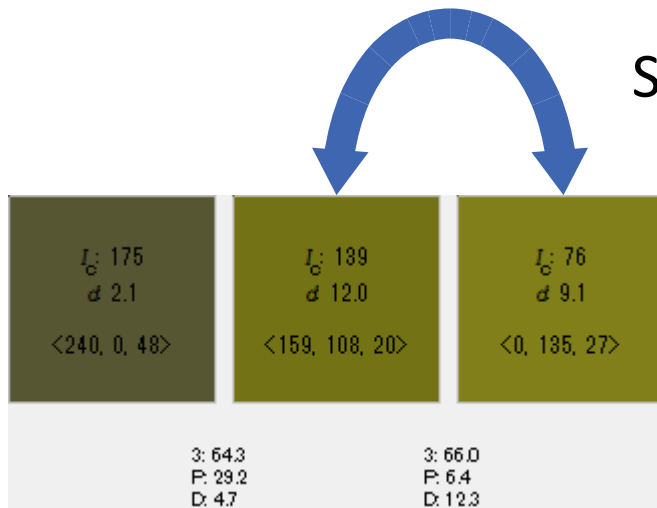 S
I_c: 175
d: 2.1
<240, 0, 48>
I_c: 139
d: 12.0
<159, 108, 20>
I_c: 76
d: 9.1
<0, 135, 27>
3: 64.3
P: 29.2
D: 4.7
3: 66.0
P: 6.4
D: 12.3